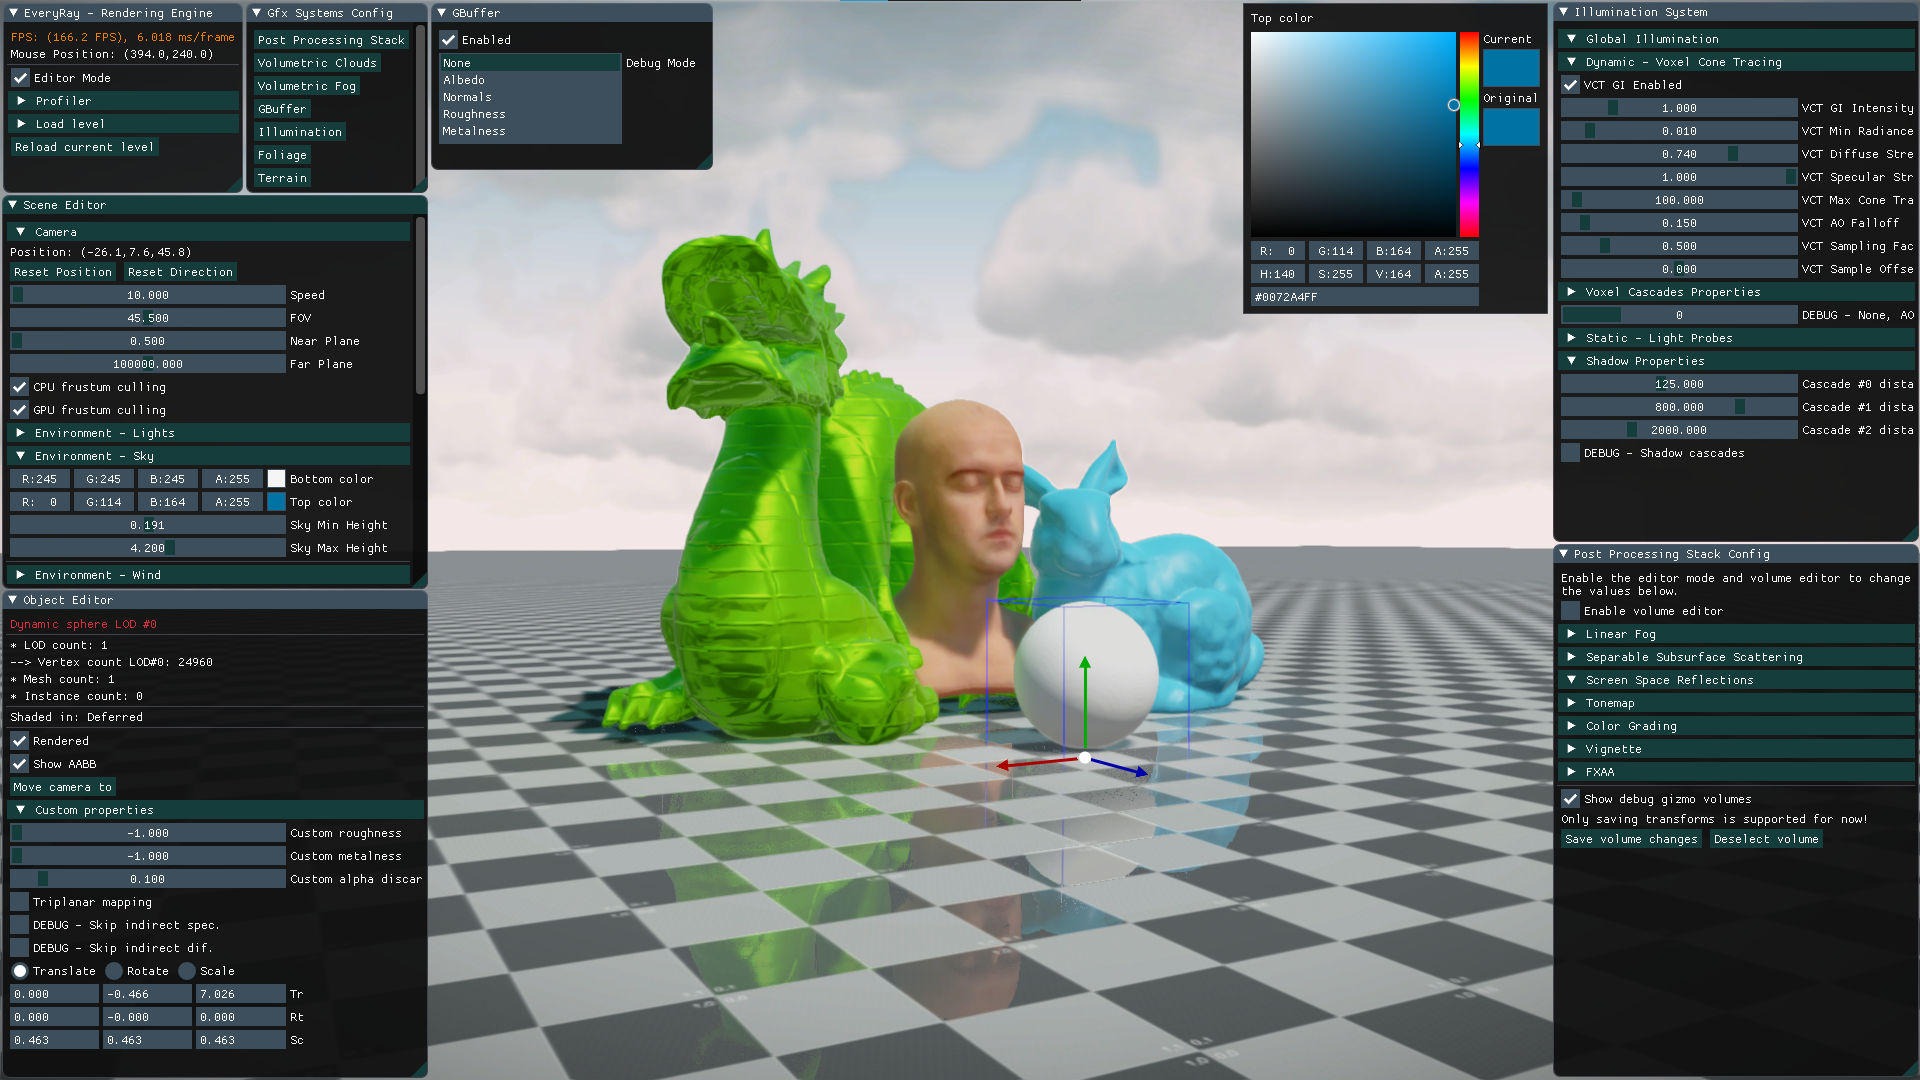 EveryRay - Rendering Engine
FPS: (166.2 FPS), 6.018 ms/frame
Mouse Position: (394.0,240.0)
Editor Mode
Profiler
Load level
Reload current level
Gfx Systems Config
Post Processing Stack
Volumetric Clouds
Volumetric Fog
GBuffer
Illumination
Foliage
Terrain
GBuffer
Enabled
None
Albedo
Normals
Roughness
Metalness
Debug Mode
Scene Editor
Camera
Position: (-26.1,7.6,45.8)
Reset Position Reset Direction
10.000 Speed
45.500 FOV
0.500 Near Plane
100000.000 Far Plane
CPU frustum culling
GPU frustum culling
Environment - Lights
Environment - Sky
R:245 G:245 B:245 A:255 Bottom color
R: 0 G:114 B:164 A:255 Top color
0.191 Sky Min Height
4.200 Sky Max Height
Environment - Wind
Object Editor
Dynamic sphere LOD #0
* LOD count: 1
--> Vertex count LOD#0: 24960
* Mesh count: 1
* Instance count: 0
Shaded in: Deferred
Rendered
Show AABB
Move camera to
Custom properties
-1.000 Custom roughness
-1.000 Custom metalness
0.100 Custom alpha discar
Triplanar mapping
DEBUG - Skip indirect spec.
DEBUG - Skip indirect dif.
Translate Rotate Scale
0.000 -0.466 7.026 Tr
0.000 -0.000 0.000 Rt
0.463 0.463 0.463 Sc
Top color
Current
Original
R: 0 G:114 B:164 A:255
H:140 S:255 V:164 A:255
#0072A4FF
Illumination System
Global Illumination
Dynamic - Voxel Cone Tracing
VCT GI Enabled
1.000 VCT GI Intensity
0.010 VCT Min Radiance
0.740 VCT Diffuse Stre
1.000 VCT Specular Str
100.000 VCT Max Cone Tra
0.150 VCT AO Falloff
0.500 VCT Sampling Fac
0.000 VCT Sample Offse
Voxel Cascades Properties
0 DEBUG - None, AO
Static - Light Probes
Shadow Properties
125.000 Cascade #0 dista
800.000 Cascade #1 dista
2000.000 Cascade #2 dista
DEBUG - Shadow cascades
Post Processing Stack Config
Enable the editor mode and volume editor to change
the values below.
Enable volume editor
Linear Fog
Separable Subsurface Scattering
Screen Space Reflections
Tonemap
Color Grading
Vignette
FXAA
Show debug gizmo volumes
Only saving transforms is supported for now!
Save volume changes Deselect volume